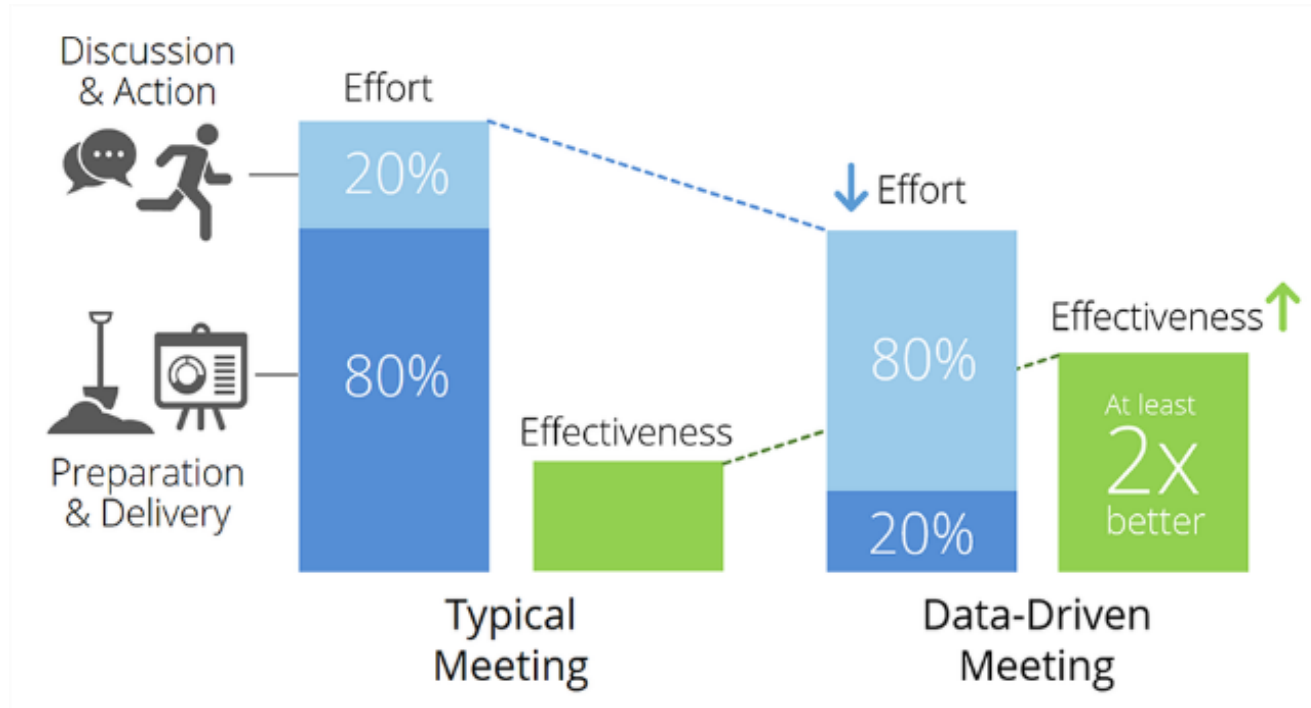 Discussion
& Action
Effort
20%
80%
Preparation
& Delivery
Effectiveness
Typical
Meeting
Effort
80%
20%
Effectiveness
At least
2x
better
Data-Driven
Meeting